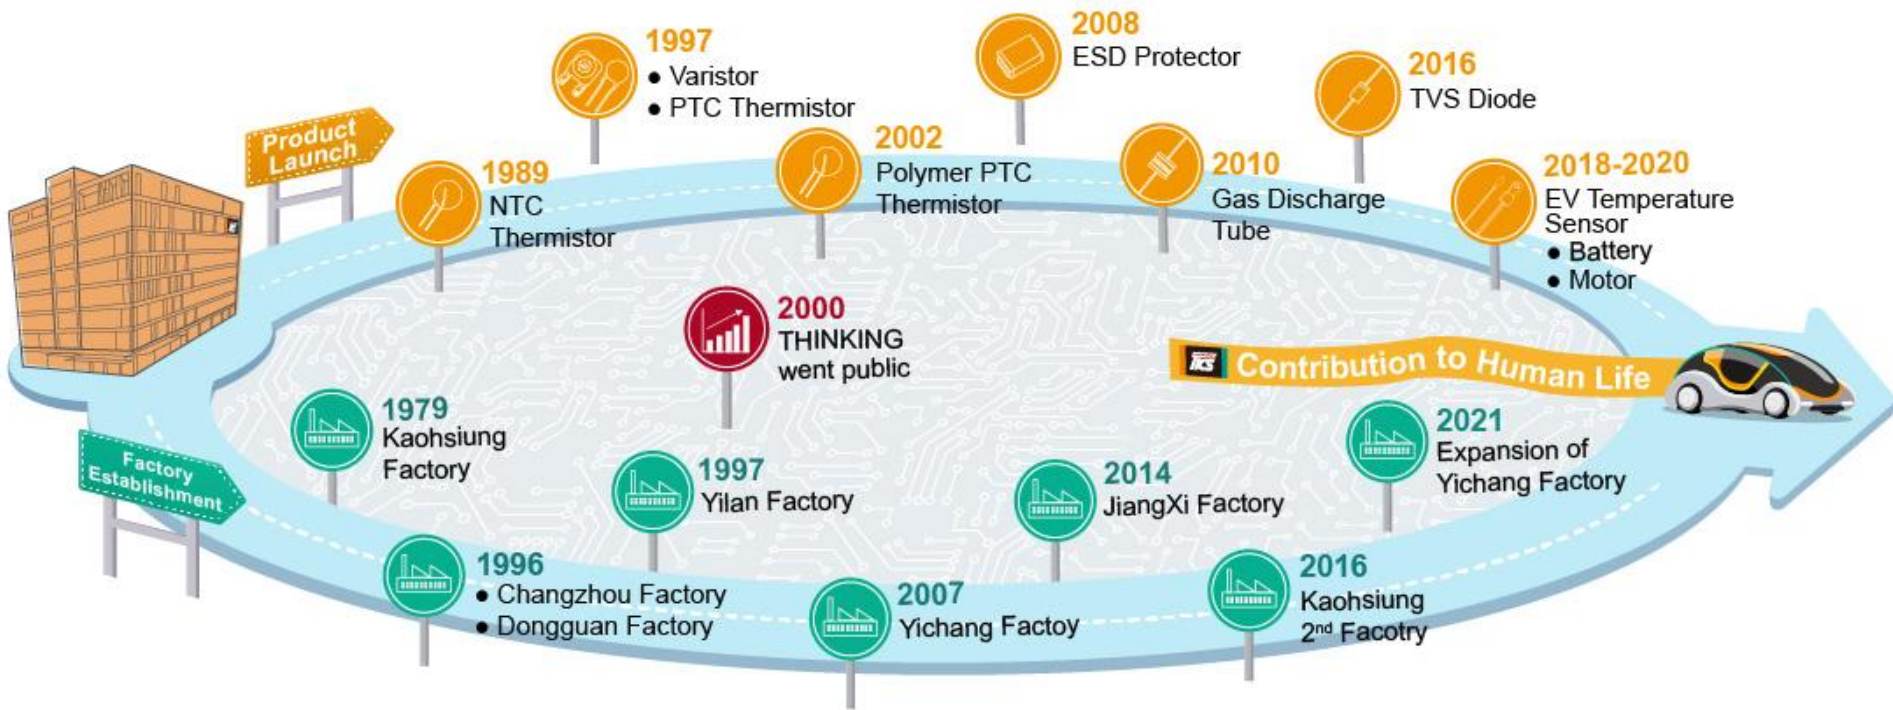 Product
Launch
1989
NTC
Thermistor
1997
● Varistor
● PTC Thermistor
2002
Polymer PTC
Thermistor
2008
ESD Protector
2010
Gas Discharge
Tube
2016
TVS Diode
2018-2020
EV Temperature
Sensor
● Battery
● Motor
2000
THINKING
went public
TKS
Contribution to Human Life
Factory
Establishment
1979
Kaohsiung
Factory
1996
● Changzhou Factory
● Dongguan Factory
1997
Yilan Factory
2007
Yichang Factoy
2014
JiangXi Factory
2016
Kaohsiung
2nd Facotry
2021
Expansion of
Yichang Factory